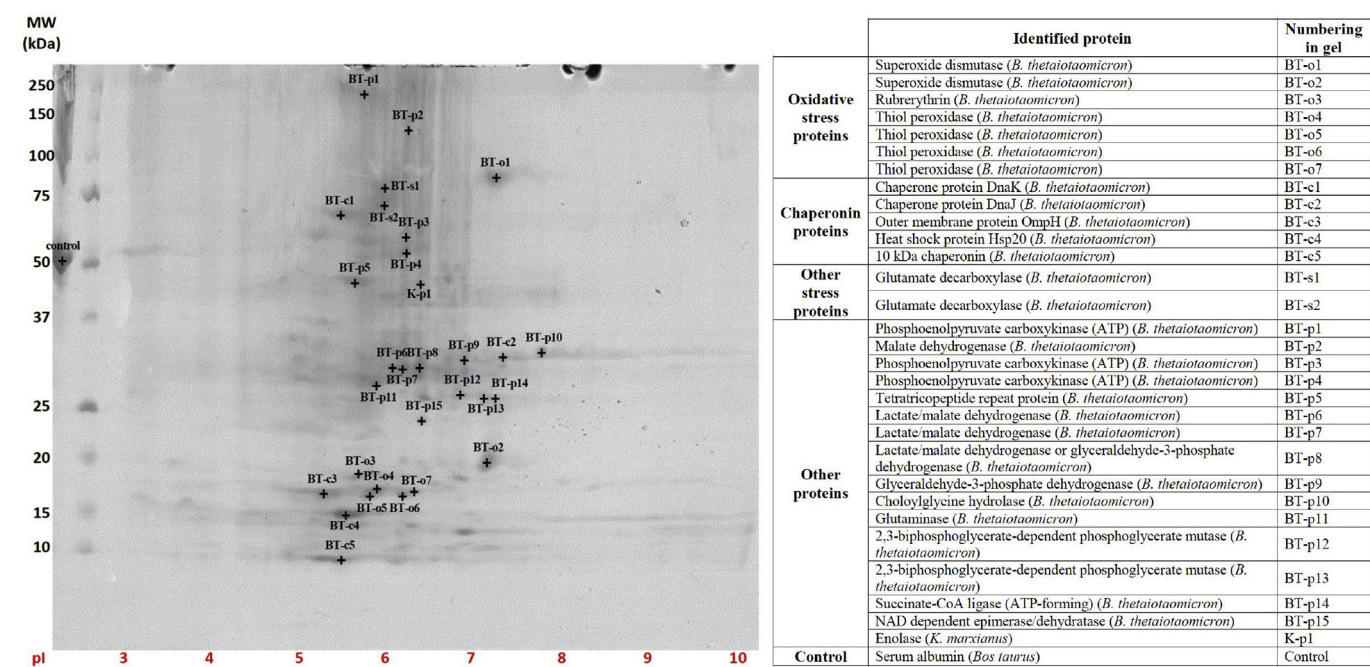 MW
(kDa)
250
150
100
75
50
37
25
20
15
10
BT-p1
BT-p2
BT-o1
BT-s1
BT-c1
BT-s2
BT-p3
control
BT-p4
BT-p5
K-p1
BT-p10
BT-p9
BT-c2
BT-p6
BT-p8
BT-p7
BT-p12
BT-p14
BT-p11
BT-p15
BT-p13
BT-o2
BT-o3
BT-c3
BT-o4
BT-o7
BT-o5
BT-o6
BT-c4
BT-c5
pI 3 4 5 6 7 8 9 10
Identified protein
Numbering
in gel
Oxidative
stress
proteins
Superoxide dismutase (B. thetaiotaomicron) BT-o1
Superoxide dismutase (B. thetaiotaomicron) BT-o2
Rubrerythrin (B. thetaiotaomicron) BT-o3
Thiol peroxidase (B. thetaiotaomicron) BT-o4
Thiol peroxidase (B. thetaiotaomicron) BT-o5
Thiol peroxidase (B. thetaiotaomicron) BT-o6
Thiol peroxidase (B. thetaiotaomicron) BT-o7
Chaperonin
proteins
Chaperone protein DnaK (B. thetaiotaomicron) BT-c1
Chaperone protein DnaJ (B. thetaiotaomicron) BT-c2
Outer membrane protein OmpH (B. thetaiotaomicron) BT-c3
Heat shock protein Hsp20 (B. thetaiotaomicron) BT-c4
10 kDa chaperonin (B. thetaiotaomicron) BT-c5
Other
stress
proteins
Glutamate decarboxylase (B. thetaiotaomicron) BT-s1
Glutamate decarboxylase (B. thetaiotaomicron) BT-s2
Other
proteins
Phosphoenolpyruvate carboxykinase (ATP) (B. thetaiotaomicron) BT-p1
Malate dehydrogenase (B. thetaiotaomicron) BT-p2
Phosphoenolpyruvate carboxykinase (ATP) (B. thetaiotaomicron) BT-p3
Phosphoenolpyruvate carboxykinase (ATP) (B. thetaiotaomicron) BT-p4
Tetratricopeptide repeat protein (B. thetaiotaomicron) BT-p5
Lactate/malate dehydrogenase (B. thetaiotaomicron) BT-p6
Lactate/malate dehydrogenase (B. thetaiotaomicron) BT-p7
Lactate/malate dehydrogenase or glyceraldehyde-3-phosphate
dehydrogenase (B. thetaiotaomicron) BT-p8
Glyceraldehyde-3-phosphate dehydrogenase (B. thetaiotaomicron) BT-p9
Choloylglycine hydrolase (B. thetaiotaomicron) BT-p10
Glutaminase (B. thetaiotaomicron) BT-p11
2,3-biphosphoglycerate-dependent phosphoglycerate mutase (B.
thetaiotaomicron) BT-p12
2,3-biphosphoglycerate-dependent phosphoglycerate mutase (B.
thetaiotaomicron) BT-p13
Succinate-CoA ligase (ATP-forming) (B. thetaiotaomicron) BT-p14
NAD dependent epimerase/dehydratase (B. thetaiotaomicron) BT-p15
Enolase (K. marxianus) K-p1
Control Serum albumin (Bos taurus) Control